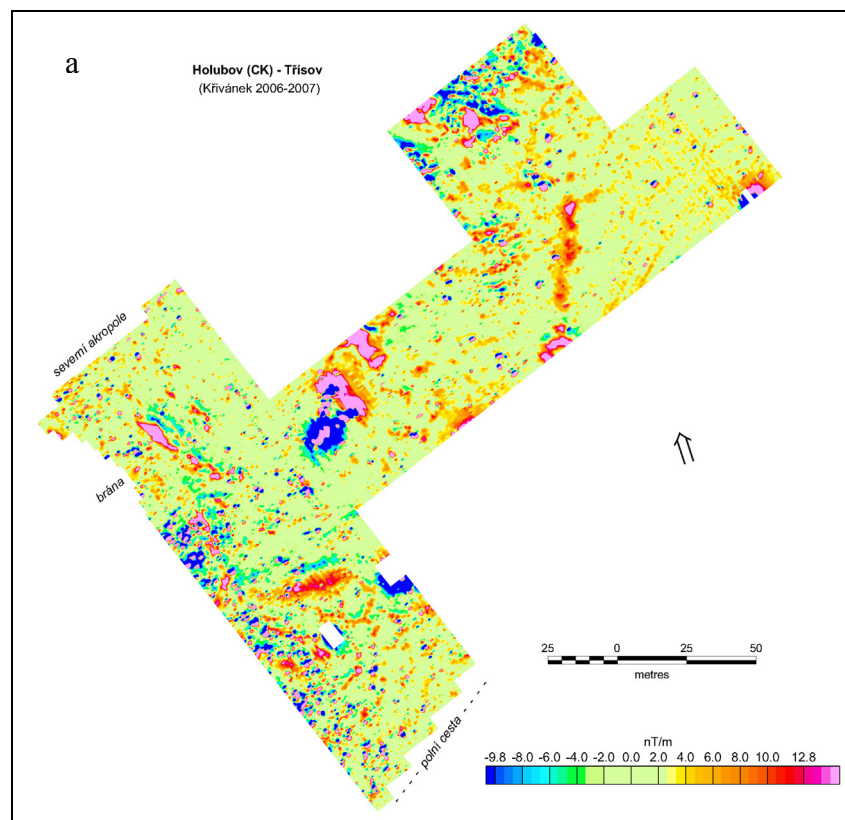 a
Holubov (CK) - Třísov
(Křivánek 2006-2007)
severní akropole
brána
polní cesta
25 0 25 50
metres
nT/m
-9.8 -8.0 -6.0 -4.0 -2.0 0.0 2.0 4 6.0 8.0 10.0 12.8